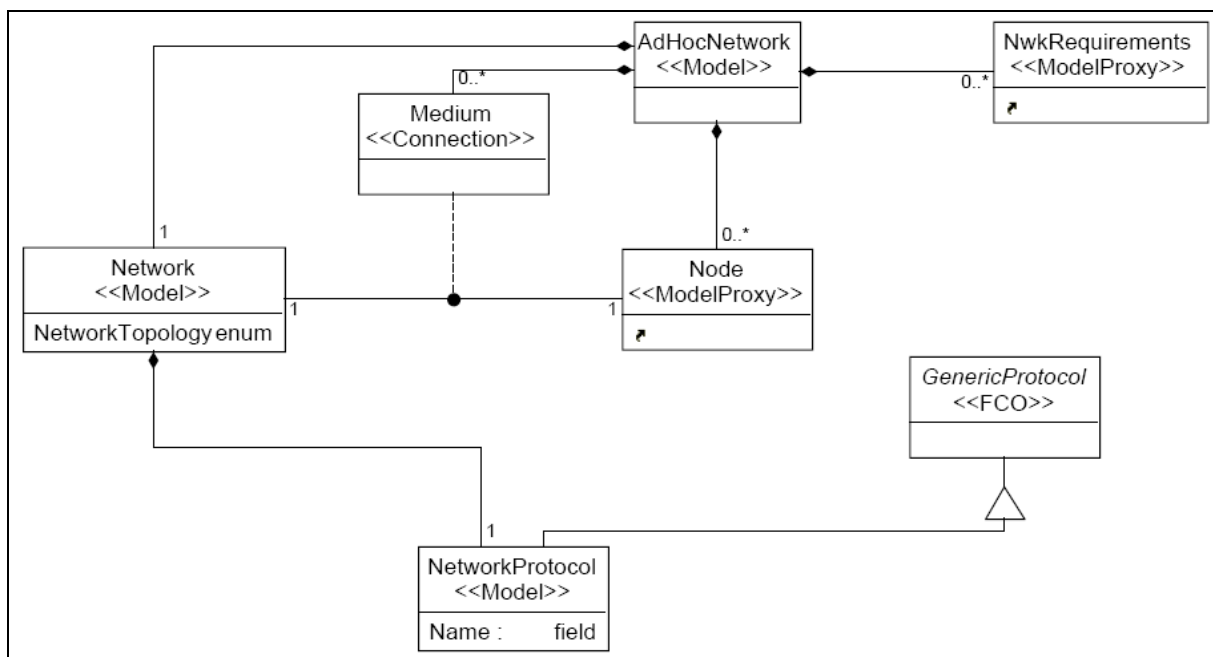 AdHocNetwork
<<Model>>
NwkRequirements
<<ModelProxy>>
0..*
0..*
Medium
<<Connection>>
1
0..*
Network
<<Model>>
NetworkTopology enum
1
1
Node
<<ModelProxy>>
GenericProtocol
<<FCO>>
1
NetworkProtocol
<<Model>>
Name : field